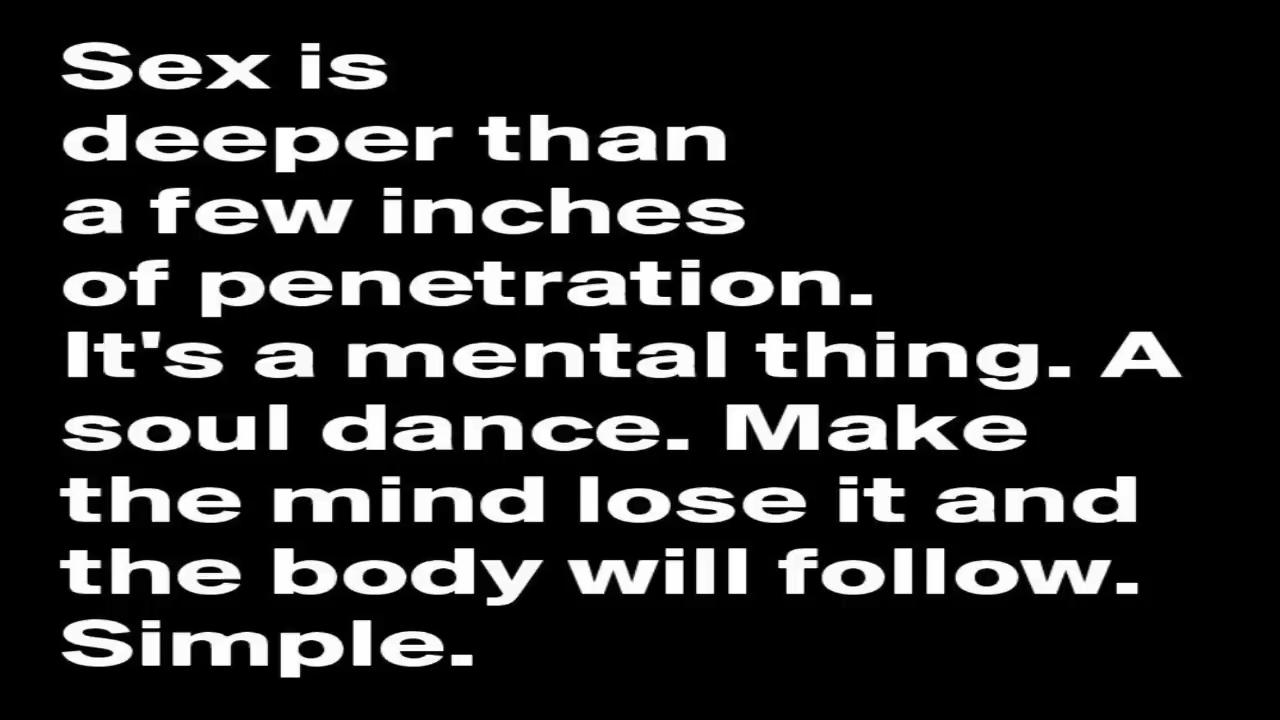 Sex is
deeper than
a few inches
of penetration.
It's a mental thing. A
soul dance. Make
the mind lose it and
the body will follow.
Simple.